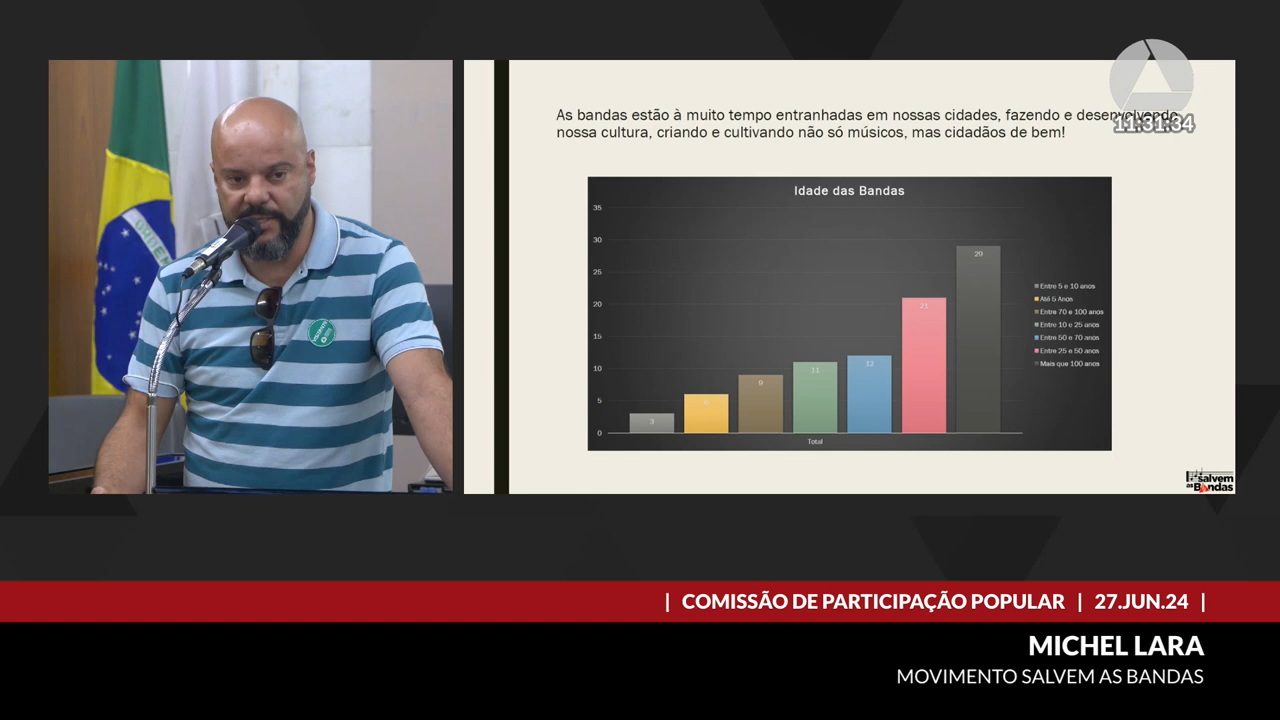 As bandas estão à muito tempo entranhadas em nossas cidades, fazendo e desenvolvendo
nossa cultura, criando e cultivando não só músicos, mas cidadãos de bem!
11:31:34
Idade das Bandas
35
30
25
20
15
10
5
0
3
6
9
11
12
21
29
Total
Entre 5 e 10 anos
Até 5 Anos
Entre 70 e 100 anos
Entre 10 e 25 anos
Entre 50 e 70 anos
Entre 25 e 50 anos
Mais que 100 anos
salvem
as Bandas
| COMISSÃO DE PARTICIPAÇÃO POPULAR | 27.JUN.24 |
MICHEL LARA
MOVIMENTO SALVEM AS BANDAS